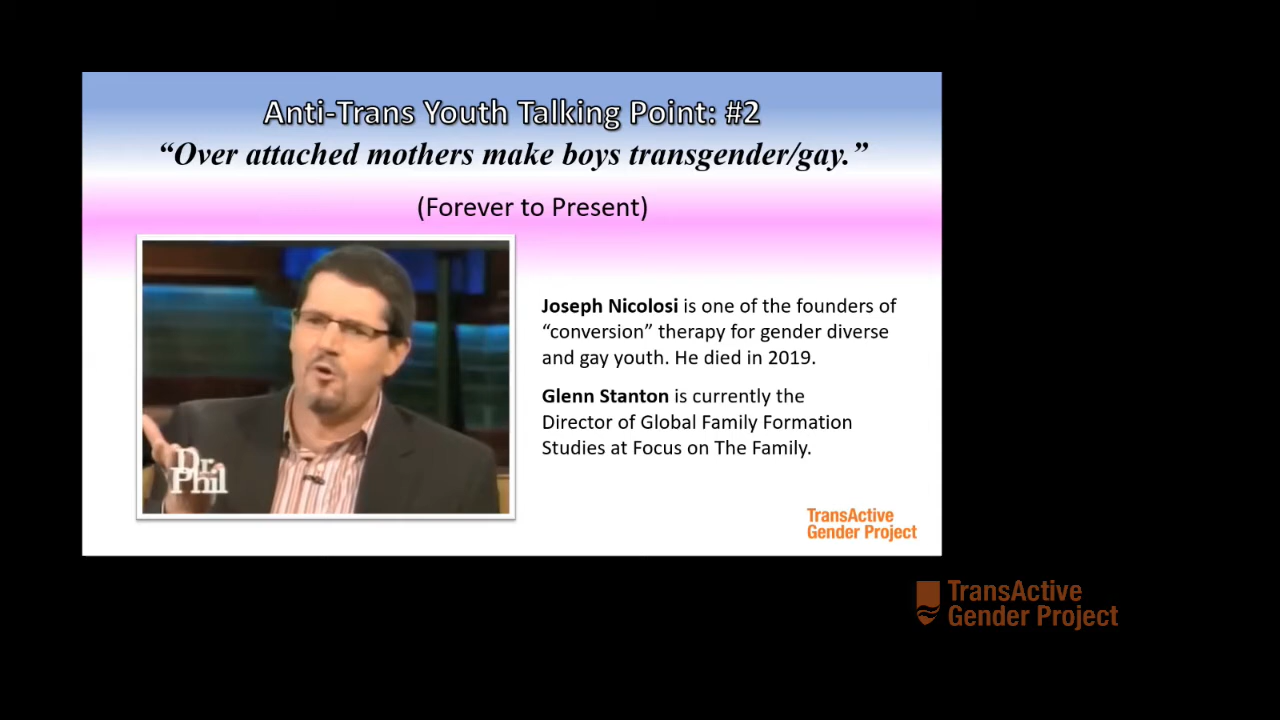 Anti-Trans Youth Talking Point: #2
“Over attached mothers make boys transgender/gay.”
(Forever to Present)
Dr.
Phil
Joseph Nicolosi is one of the founders of
“conversion” therapy for gender diverse
and gay youth. He died in 2019.
Glenn Stanton is currently the
Director of Global Family Formation
Studies at Focus on The Family.
TransActive
Gender Project
TransActive
Gender Project